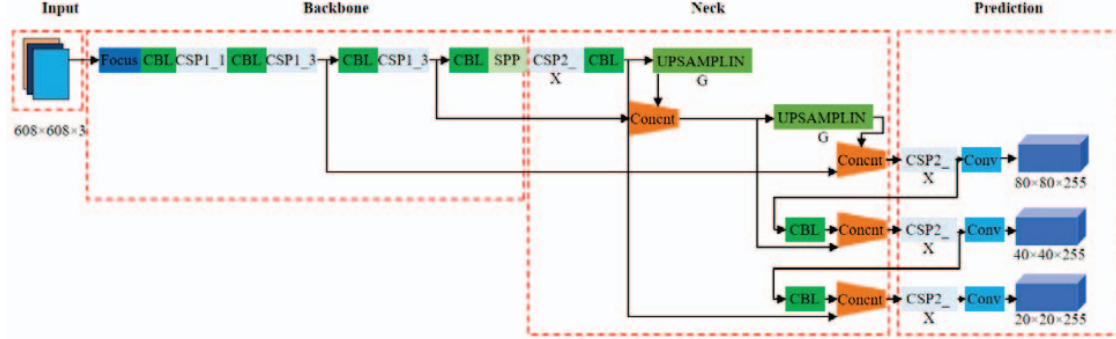 Input Backbone Neck Prediction
Focus CBL CSP1_1 CBL CSP1_3 CBL CSP1_3 CBL SPP CSP2_ X CBL UPSAMPLIN G
608×608×3
Concnt
UPSAMPLIN G
Concnt CSP2_ X Conv
80×80×255
CBL Concnt CSP2_ X Conv
40×40×255
CBL Concnt CSP2_ X Conv
20×20×255